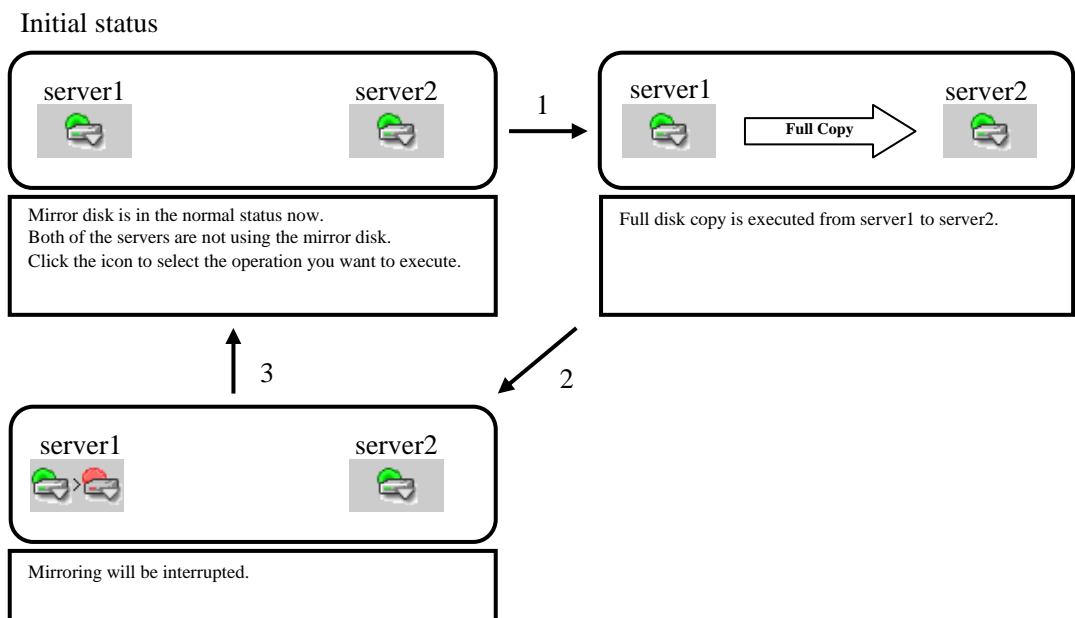 Initial status
server1
server2
1
server1
Full Copy
server2
Mirror disk is in the normal status now.
Both of the servers are not using the mirror disk.
Click the icon to select the operation you want to execute.
Full disk copy is executed from server1 to server2.
3
2
server1
>
server2
Mirroring will be interrupted.